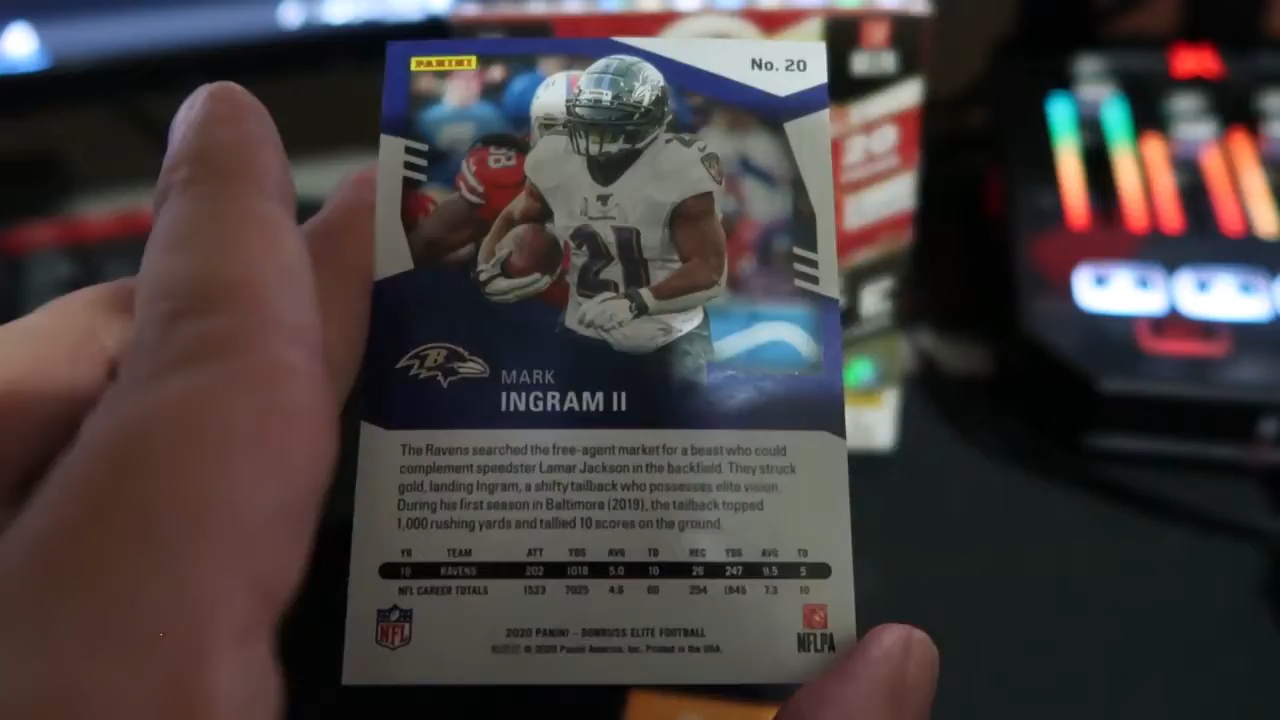 PANINI
No. 20
38
21
20
B
MARK
INGRAM II
The Ravens searched the free-agent market for a beast who could
complement speedster Lamar Jackson in the backfield. They struck
gold, landing Ingram, a shifty tailback who possesses elite vision.
During his first season in Baltimore (2019), the tailback topped
1,000 rushing yards and tallied 10 scores on the ground.
YR TEAM ATT YDS AVG TD REC YDS AVG TD
19 RAVENS 202 1018 5.0 10 26 247 9.5 5
NFL CAREER TOTALS 1523 7025 4.6 60 254 1845 7.3 10
NFL
NFLPA
2020 PANINI – DONRUSS ELITE FOOTBALL
© 2020 Panini America, Inc. Printed in the USA.